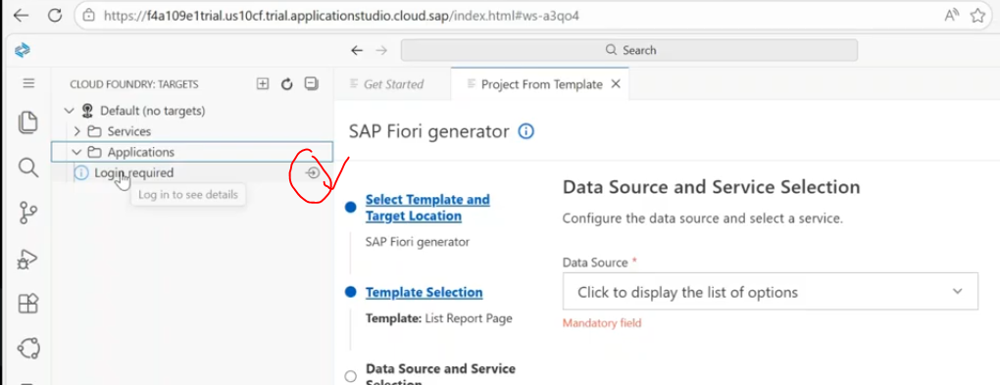 https://f4a109e1trial.us10cf.trial.applicationstudio.cloud.sap/index.html#ws-a3qo4
Search
CLOUD FOUNDRY: TARGETS
Get Started
Project From Template
Default (no targets)
Services
Applications
Login required
Log in to see details
SAP Fiori generator
Select Template and
Target Location
SAP Fiori generator
Template Selection
Template: List Report Page
Data Source and Service
Selection
Data Source and Service Selection
Configure the data source and select a service.
Data Source *
Click to display the list of options
Mandatory field